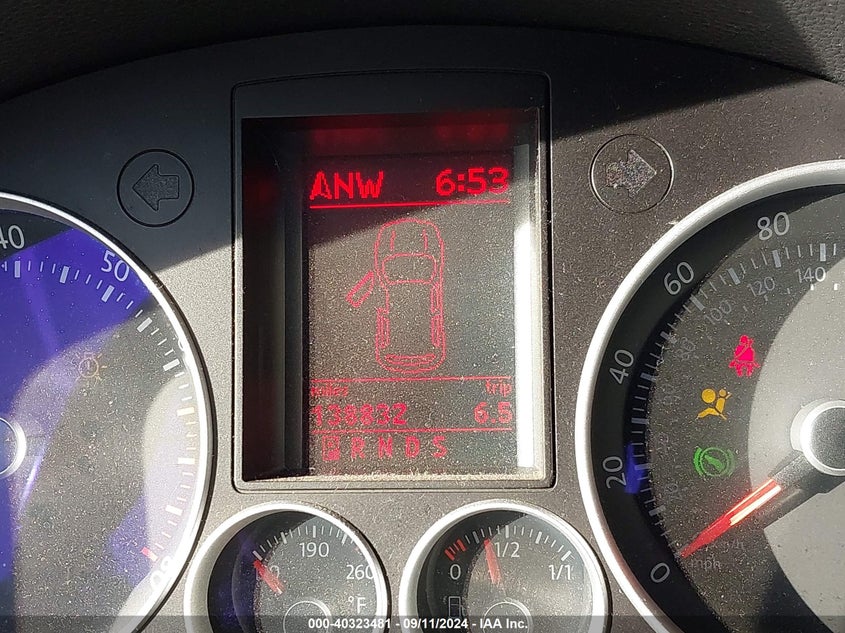 ANW 6:53
miles trip
138832 6.5
P R N D S
40 50
20 40 60 80
100 120 140
190 260
°F
0 1/2 1/1
0
mph
000-40323481 - 09/11/2024 - IAA Inc.